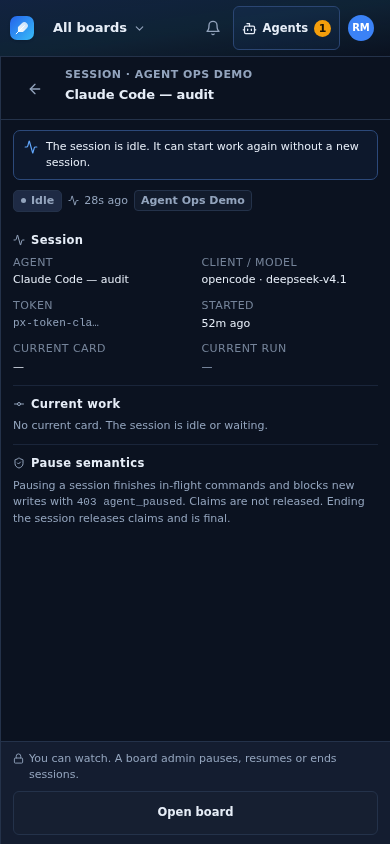 All boards
Agents 1
RM
SESSION · AGENT OPS DEMO
Claude Code — audit
The session is idle. It can start work again without a new
session.
Idle
28s ago
Agent Ops Demo
Session
AGENT
CLIENT / MODEL
Claude Code — audit
opencode · deepseek-v4.1
TOKEN
STARTED
px-token-cla…
52m ago
CURRENT CARD
CURRENT RUN
—
—
Current work
No current card. The session is idle or waiting.
Pause semantics
Pausing a session finishes in-flight commands and blocks new
writes with 403 agent_paused. Claims are not released. Ending
the session releases claims and is final.
You can watch. A board admin pauses, resumes or ends
sessions.
Open board